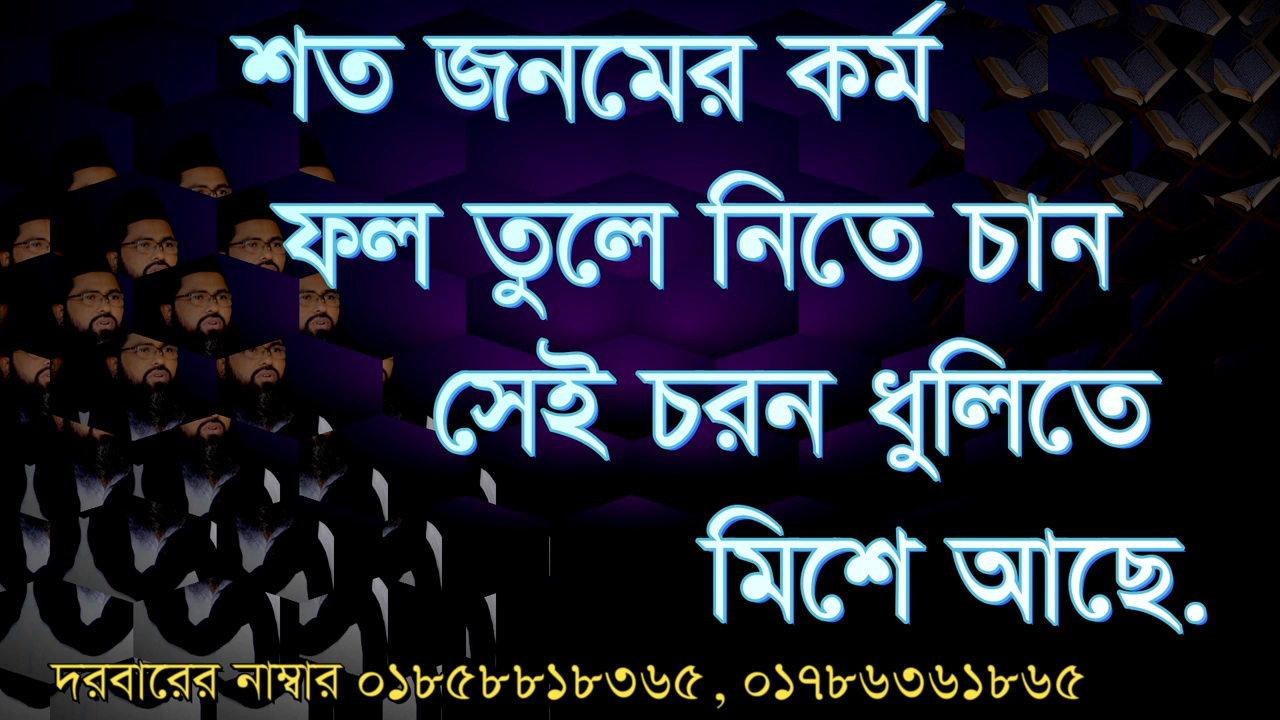 শত জনমের কর্ম
ফল তুলে নিতে চান
সেই চরন ধুলিতে
মিশে আছে.
দরবারের নাম্বার ০১৮৫৮৮১৮৩৬৫, ০১৭৮৬৩৬১৮৬৫